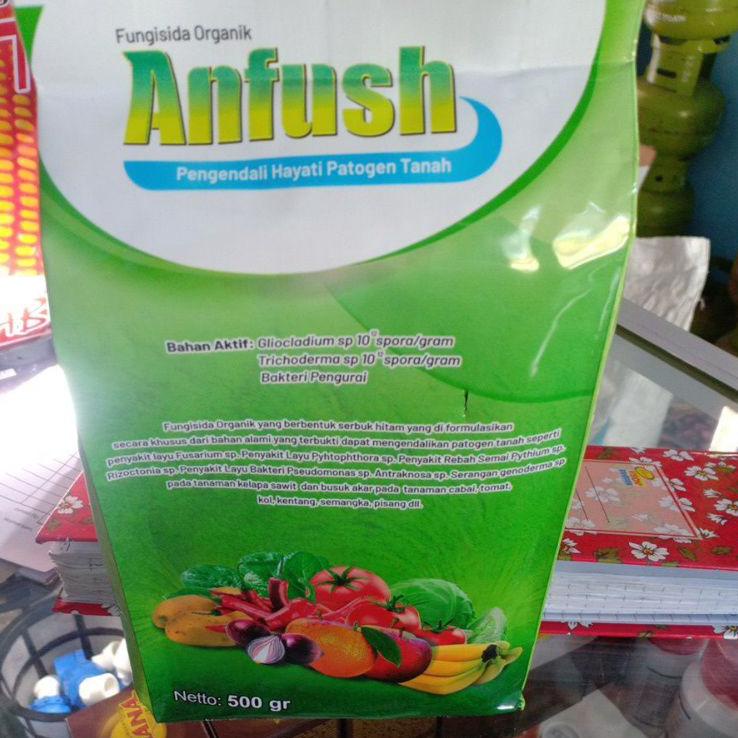 Fungisida Organik
Anfush
Pengendali Hayati Patogen Tanah
Bahan Aktif: Gliocladium sp 10 spora/gram
Trichoderma sp 10 spora/gram
Bakteri Pengurai
Fungisida Organik yang berbentuk serbuk hitam yang di formulasikan
secara khusus dari bahan alami yang terbukti dapat mengendalikan patogen tanah seperti
penyakit layu Fusarium sp. Penyakit Layu Pyhtophthora sp. Penyakit Rebah Semai Pythium sp.
Rizoctonia sp. Penyakit Layu Bakteri Pseudomonas sp. Antraknosa sp. Serangan genoderma sp
pada tanaman kelapa sawit dan busuk akar pada tanaman cabai, tomat,
kol, kentang, semangka, pisang dll.
Netto: 500 gr